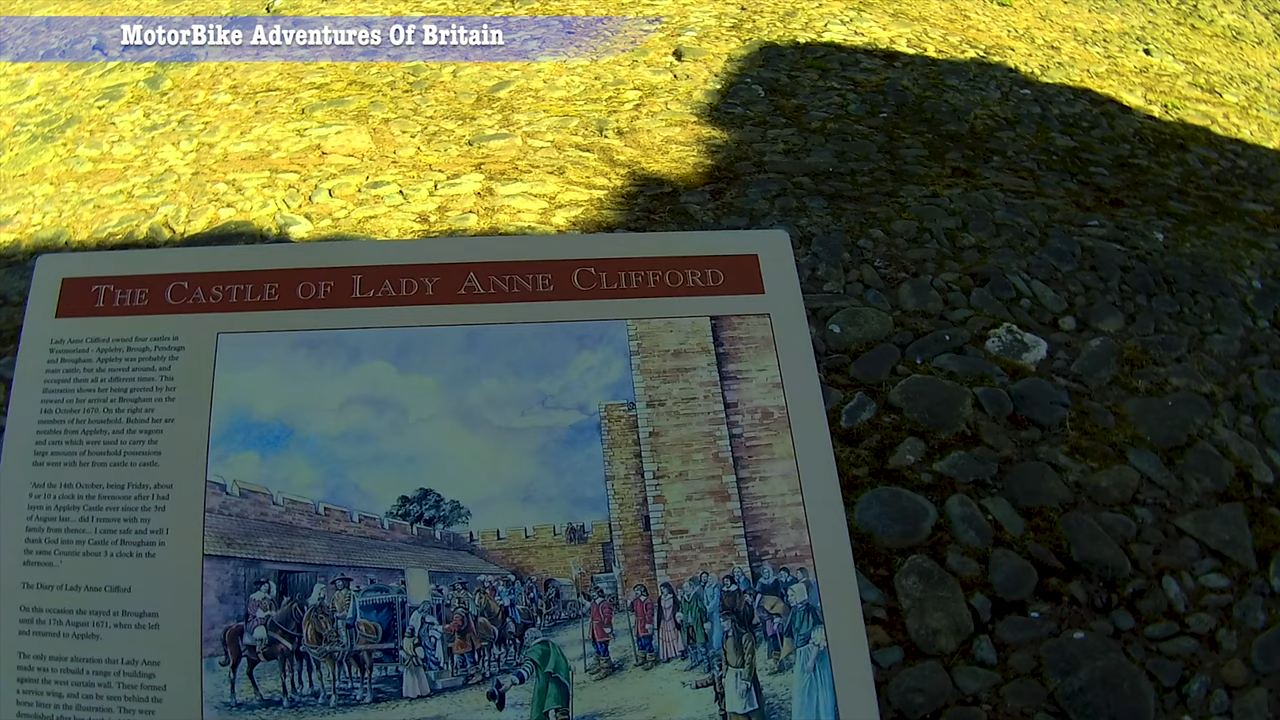 MotorBike Adventures Of Britain
THE CASTLE OF LADY ANNE CLIFFORD
Lady Anne Clifford owned four castles in
Westmorland - Appleby, Brough, Pendragn
and Brougham. Appleby was probably the
main castle, but she moved around, and
occupied them all at different times. This
illustration shows her being greeted by her
steward on her arrival at Brougham on the
14th October 1670. On the right are
members of her household. Behind her are
notables from Appleby, and the wagons
and carts which were used to carry the
large amounts of household possessions
that went with her from castle to castle.
'And the 14th October, being Friday, about
9 or 10 a clock in the forenoone after I had
layen in Appleby Castle ever since the 3rd
of August last... did I remove with my
family from thence... I came safe and well I
thank God into my Castle of Brougham in
the same Countie about 3 a clock in the
afternoon...'
The Diary of Lady Anne Clifford
On this occasion she stayed at Brougham
until the 17th August 1671, when she left
and returned to Appleby.
The only major alteration that Lady Anne
made was to rebuild a range of buildings
against the west curtain wall. These formed
a service wing, and can be seen behind the
horse litter in the illustration. They were
demolished after her death